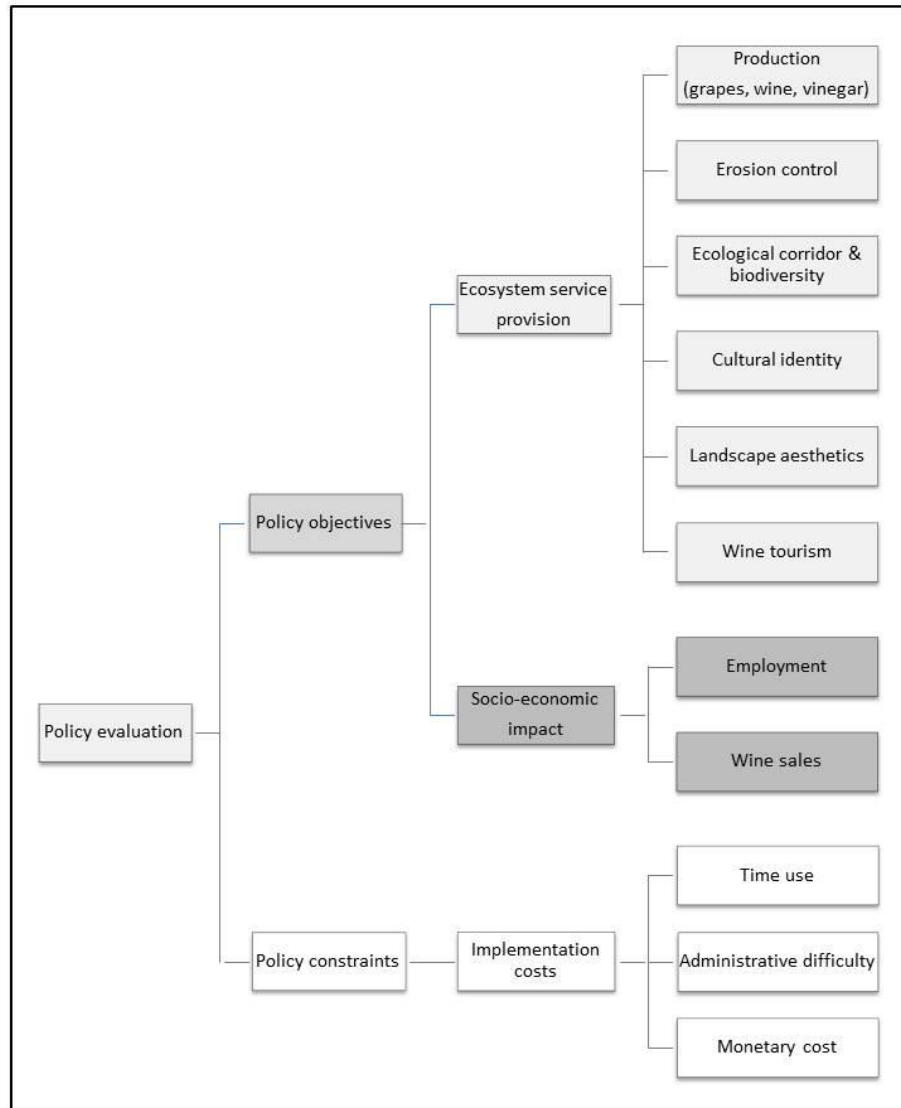 Production
(grapes, wine, vinegar)
Erosion control
Ecological corridor &
biodiversity
Ecosystem service
provision
Cultural identity
Landscape aesthetics
Policy objectives
Wine tourism
Employment
Socio-economic
impact
Policy evaluation
Wine sales
Time use
Policy constraints
Implementation
costs
Administrative difficulty
Monetary cost